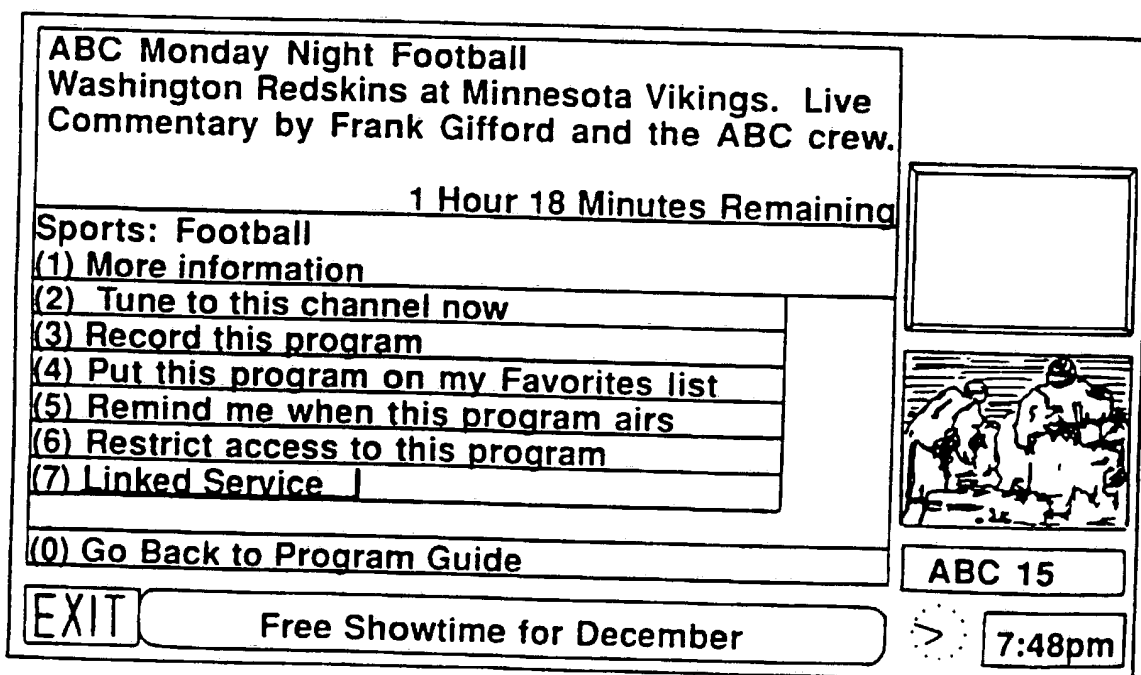 ABC Monday Night Football
Washington Redskins at Minnesota Vikings. Live
Commentary by Frank Gifford and the ABC crew.
1 Hour 18 Minutes Remaining
Sports: Football
(1) More information
(2) Tune to this channel now
(3) Record this program
(4) Put this program on my Favorites list
(5) Remind me when this program airs
(6) Restrict access to this program
(7) Linked Service
(0) Go Back to Program Guide
ABC 15
EXIT
Free Showtime for December
7:48pm